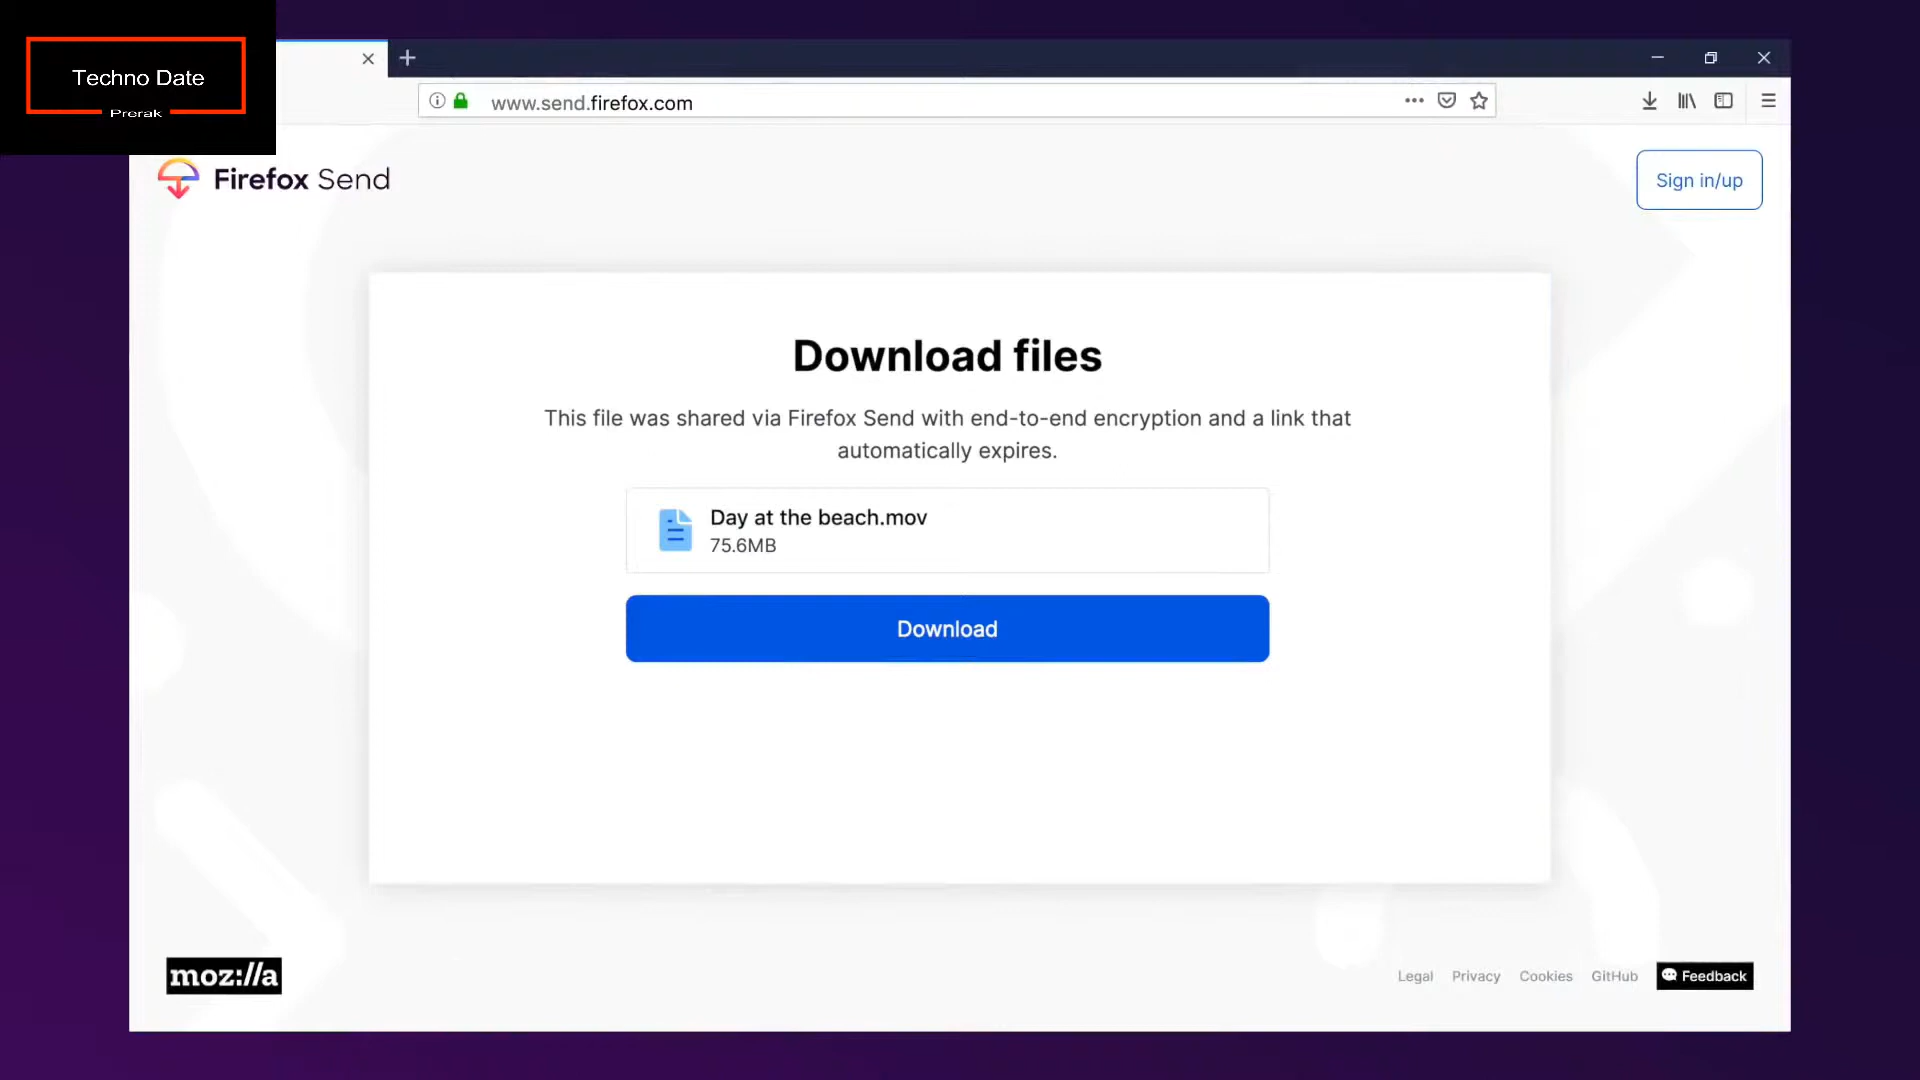 Techno Date
Prerak
www.send.firefox.com
Firefox Send
Sign in/up
Download files
This file was shared via Firefox Send with end-to-end encryption and a link that
automatically expires.
Day at the beach.mov
75.6MB
Download
moz://a
Legal Privacy Cookies GitHub Feedback